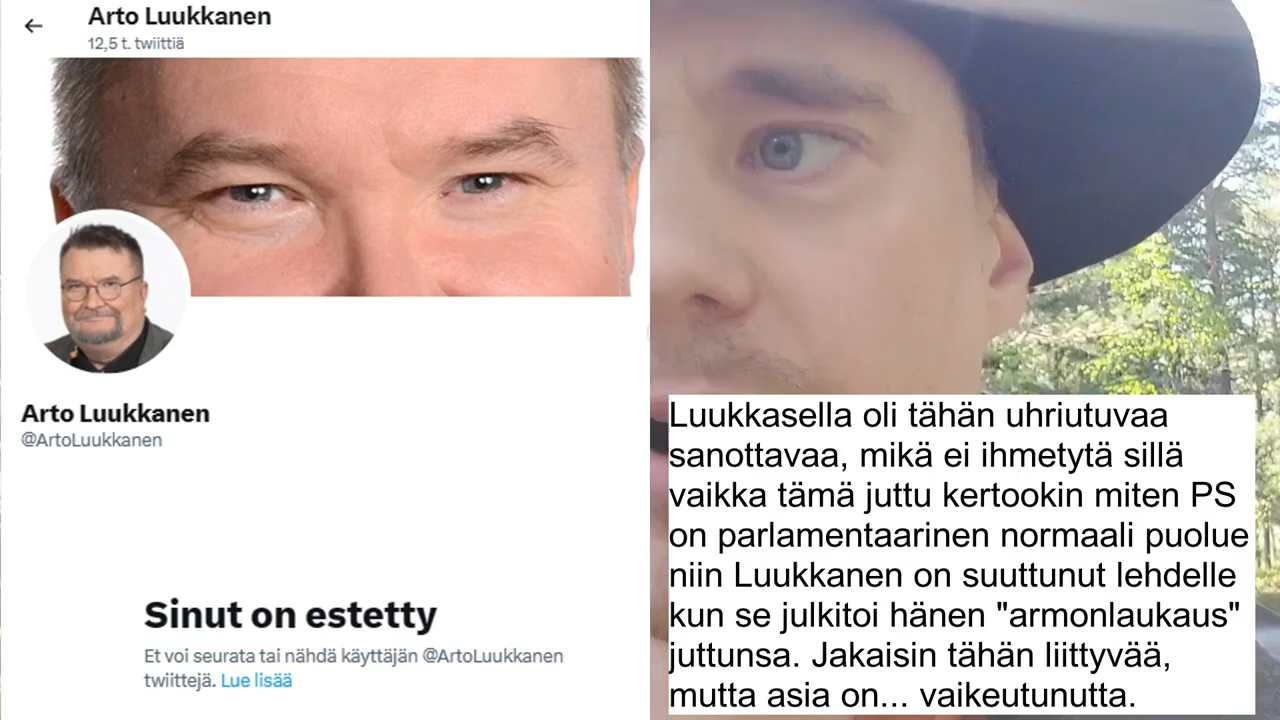 Arto Luukkanen
12,5 t. twiittiä
Arto Luukkanen
@ArtoLuukkanen
Sinut on estetty
Et voi seurata tai nähdä käyttäjän @ArtoLuukkanen
twiittejä. Lue lisää
Luukkasella oli tähän uhriutuvaa
sanottavaa, mikä ei ihmetytä sillä
vaikka tämä juttu kertookin miten PS
on parlamentaarinen normaali puolue
niin Luukkanen on suuttunut lehdelle
kun se julkitoi hänen "armonlaukaus"
juttunsa. Jakaisin tähän liittyvää,
mutta asia on... vaikeutunutta.